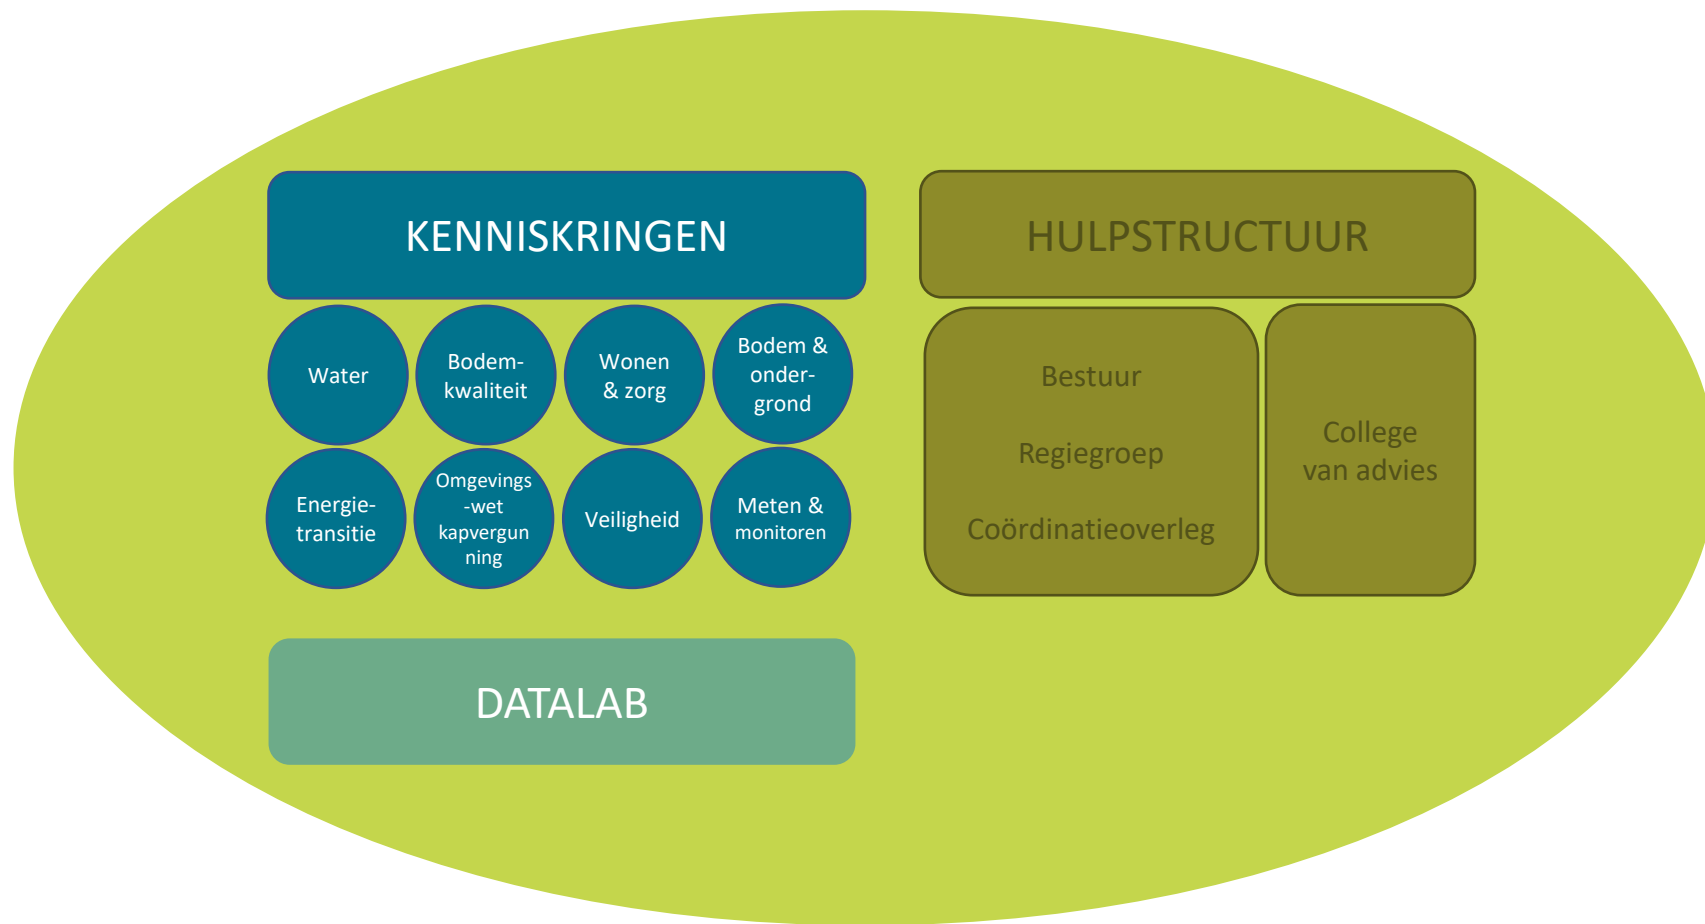 KENNISKRINGEN
Water
Bodem-
kwaliteit
Wonen
& zorg
Bodem &
onder-
grond
Energie-
transitie
Omgevings
-wet
kapvergun
ning
Veiligheid
Meten &
monitoren
DATALAB
HULPSTRUCTUUR
Bestuur
Regiegroep
Coördinatieoverleg
College
van advies